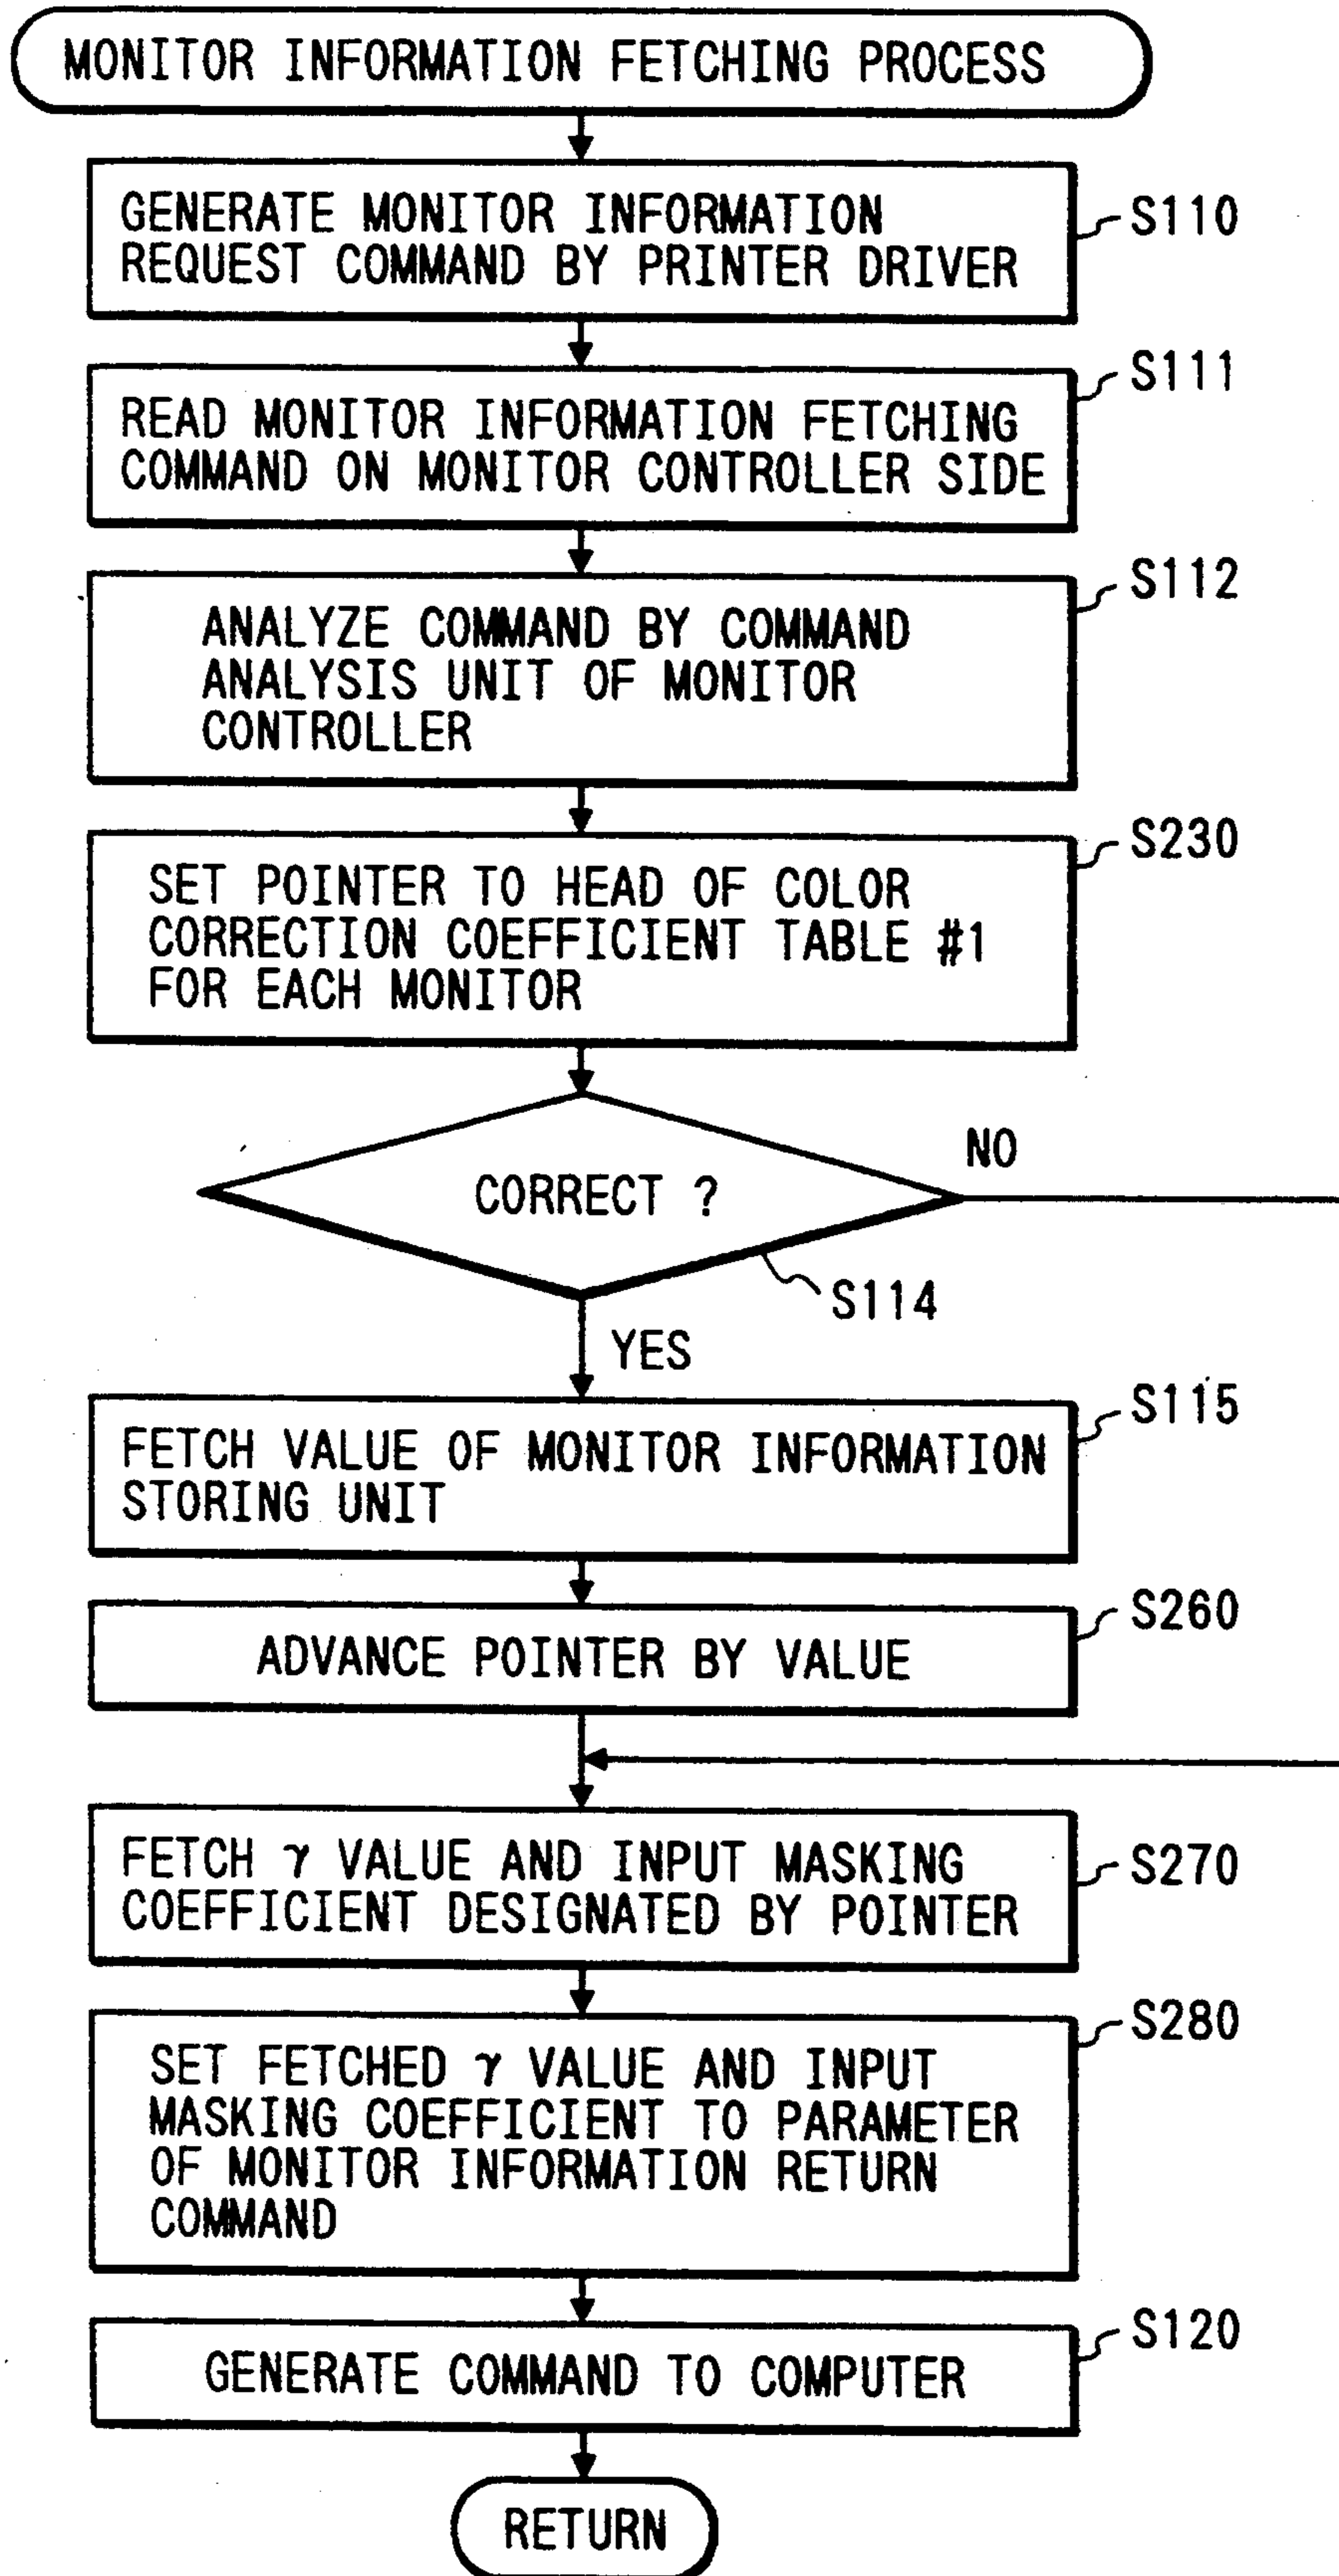 MONITOR INFORMATION FETCHING PROCESS
GENERATE MONITOR INFORMATION
REQUEST COMMAND BY PRINTER DRIVER
S110
READ MONITOR INFORMATION FETCHING
COMMAND ON MONITOR CONTROLLER SIDE
S111
ANALYZE COMMAND BY COMMAND
ANALYSIS UNIT OF MONITOR
CONTROLLER
S112
SET POINTER TO HEAD OF COLOR
CORRECTION COEFFICIENT TABLE #1
FOR EACH MONITOR
S230
CORRECT ?
NO
S114
YES
FETCH VALUE OF MONITOR INFORMATION
STORING UNIT
S115
ADVANCE POINTER BY VALUE
S260
FETCH γ VALUE AND INPUT MASKING
COEFFICIENT DESIGNATED BY POINTER
S270
SET FETCHED γ VALUE AND INPUT
MASKING COEFFICIENT TO PARAMETER
OF MONITOR INFORMATION RETURN
COMMAND
S280
GENERATE COMMAND TO COMPUTER
S120
RETURN